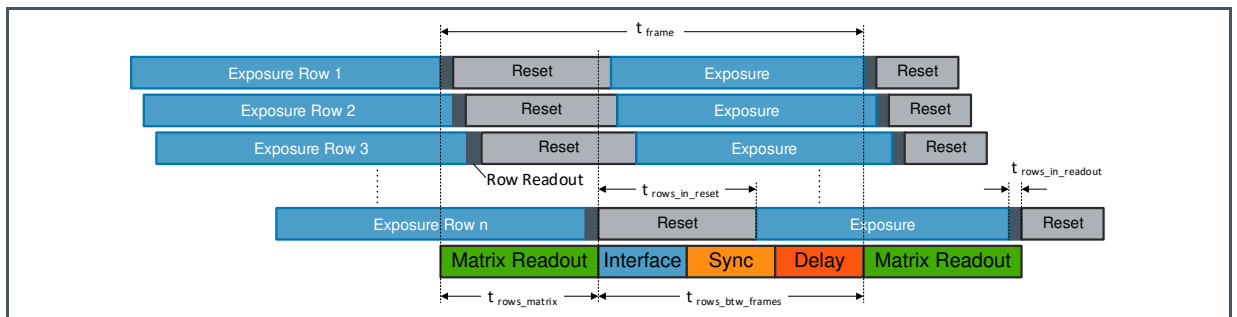 t frame
Exposure Row 1 Reset Exposure Reset
Exposure Row 2 Reset Exposure Reset
Exposure Row 3 Reset Exposure Reset
Row Readout t rows_in_reset t rows_in_readout
Exposure Row n Reset Exposure Reset
Matrix Readout Interface Sync Delay Matrix Readout
t rows_matrix t rows_btw_frames